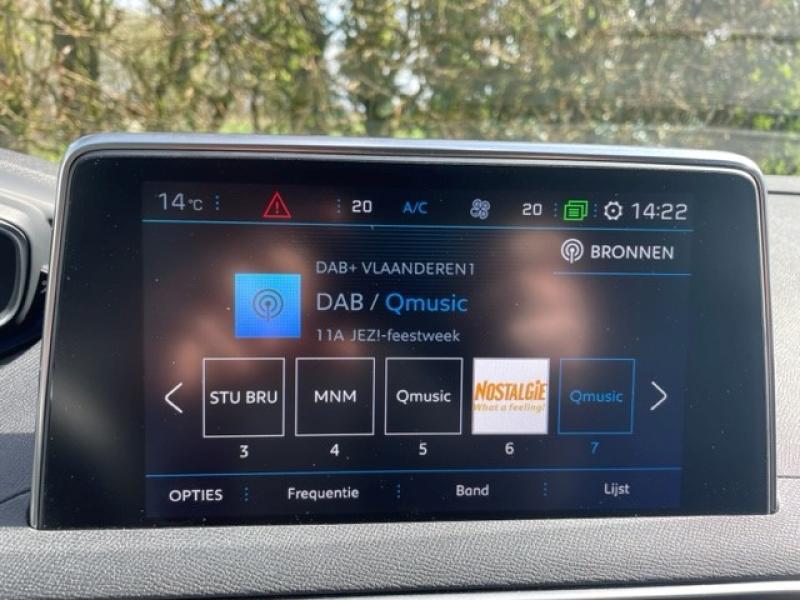 14°C 20 A/C 20 14:22
BRONNEN
DAB+ VLAANDEREN1
DAB / Qmusic
11A JEZ!-feestweek
STU BRU MNM Qmusic NOSTALGIE Qmusic
What a feeling!
3 4 5 6 7
OPTIES Frequentie Band Lijst